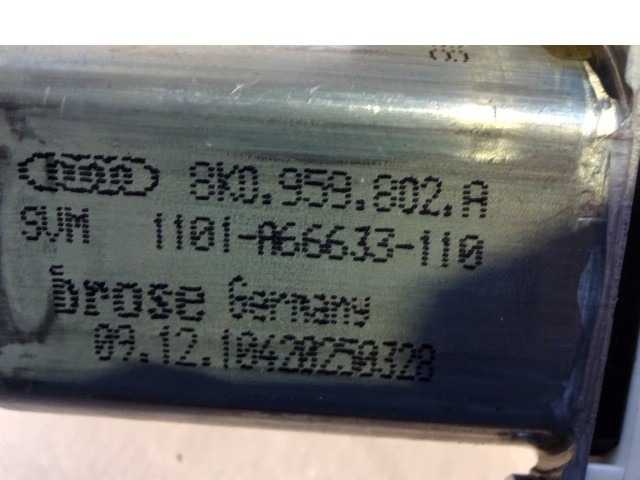 8K0.959.802.A
SVM 1101-A66633-110
brose Germany
09.12.10420250328